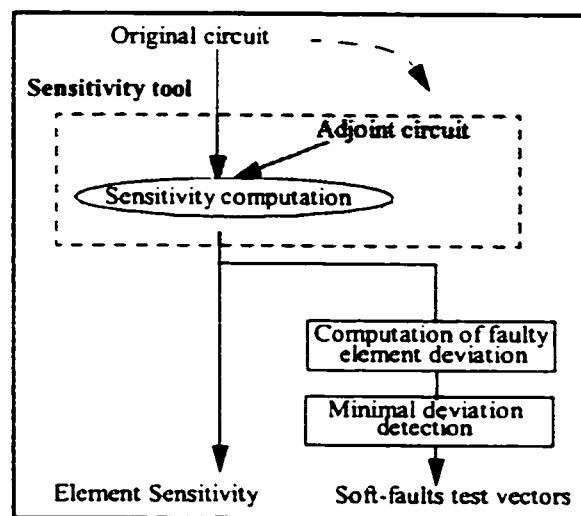 Original circuit
Sensitivity tool
Adjoint circuit
Sensitivity computation
Computation of faulty
element deviation
Minimal deviation
detection
Element Sensitivity
Soft-faults test vectors